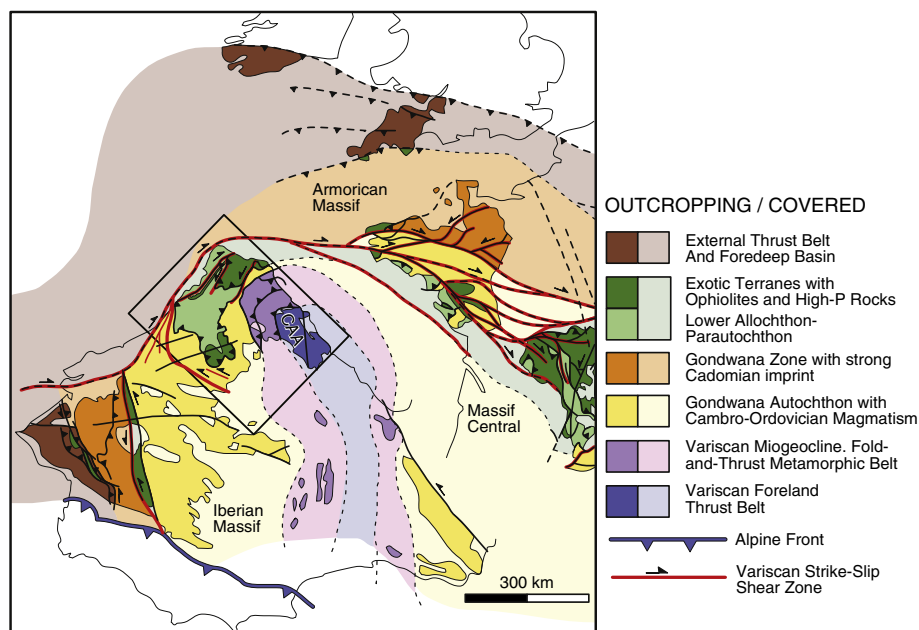 Armorican
Massif
CAA
Massif
Central
Iberian
Massif
300 km
OUTCROPPING / COVERED
External Thrust Belt
And Foredeep Basin
Exotic Terranes with
Ophiolites and High-P Rocks
Lower Allochthon-
Parautochthon
Gondwana Zone with strong
Cadomian imprint
Gondwana Autochthon with
Cambro-Ordovician Magmatism
Variscan Miogeocline. Fold-
and-Thrust Metamorphic Belt
Variscan Foreland
Thrust Belt
Alpine Front
Variscan Strike-Slip
Shear Zone